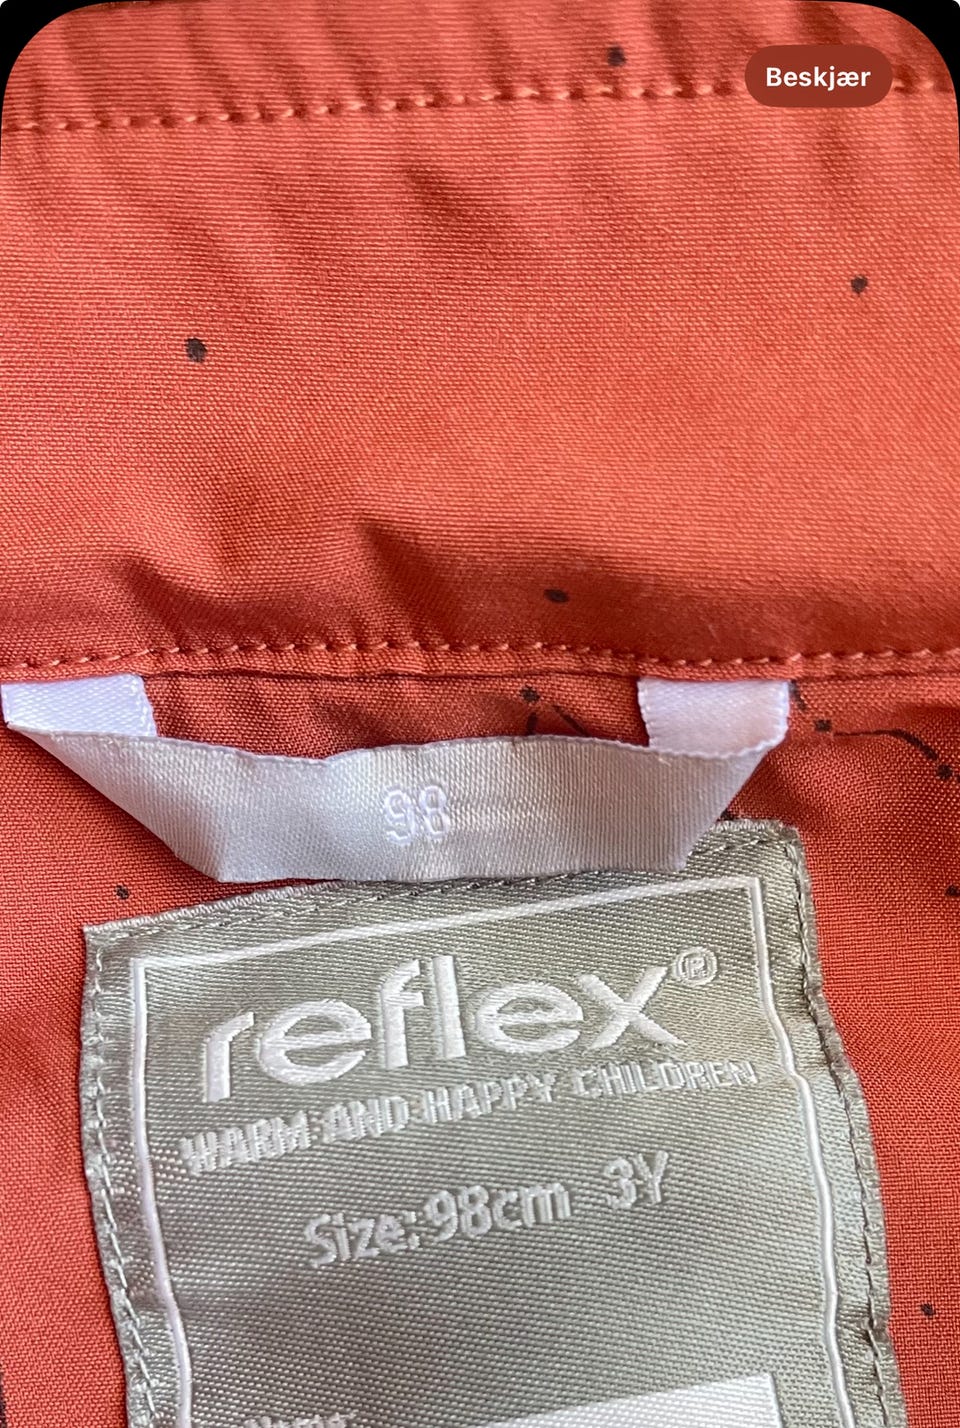 Beskjær
98
reflex®
WARM AND HAPPY CHILDREN
Size: 98cm 3Y